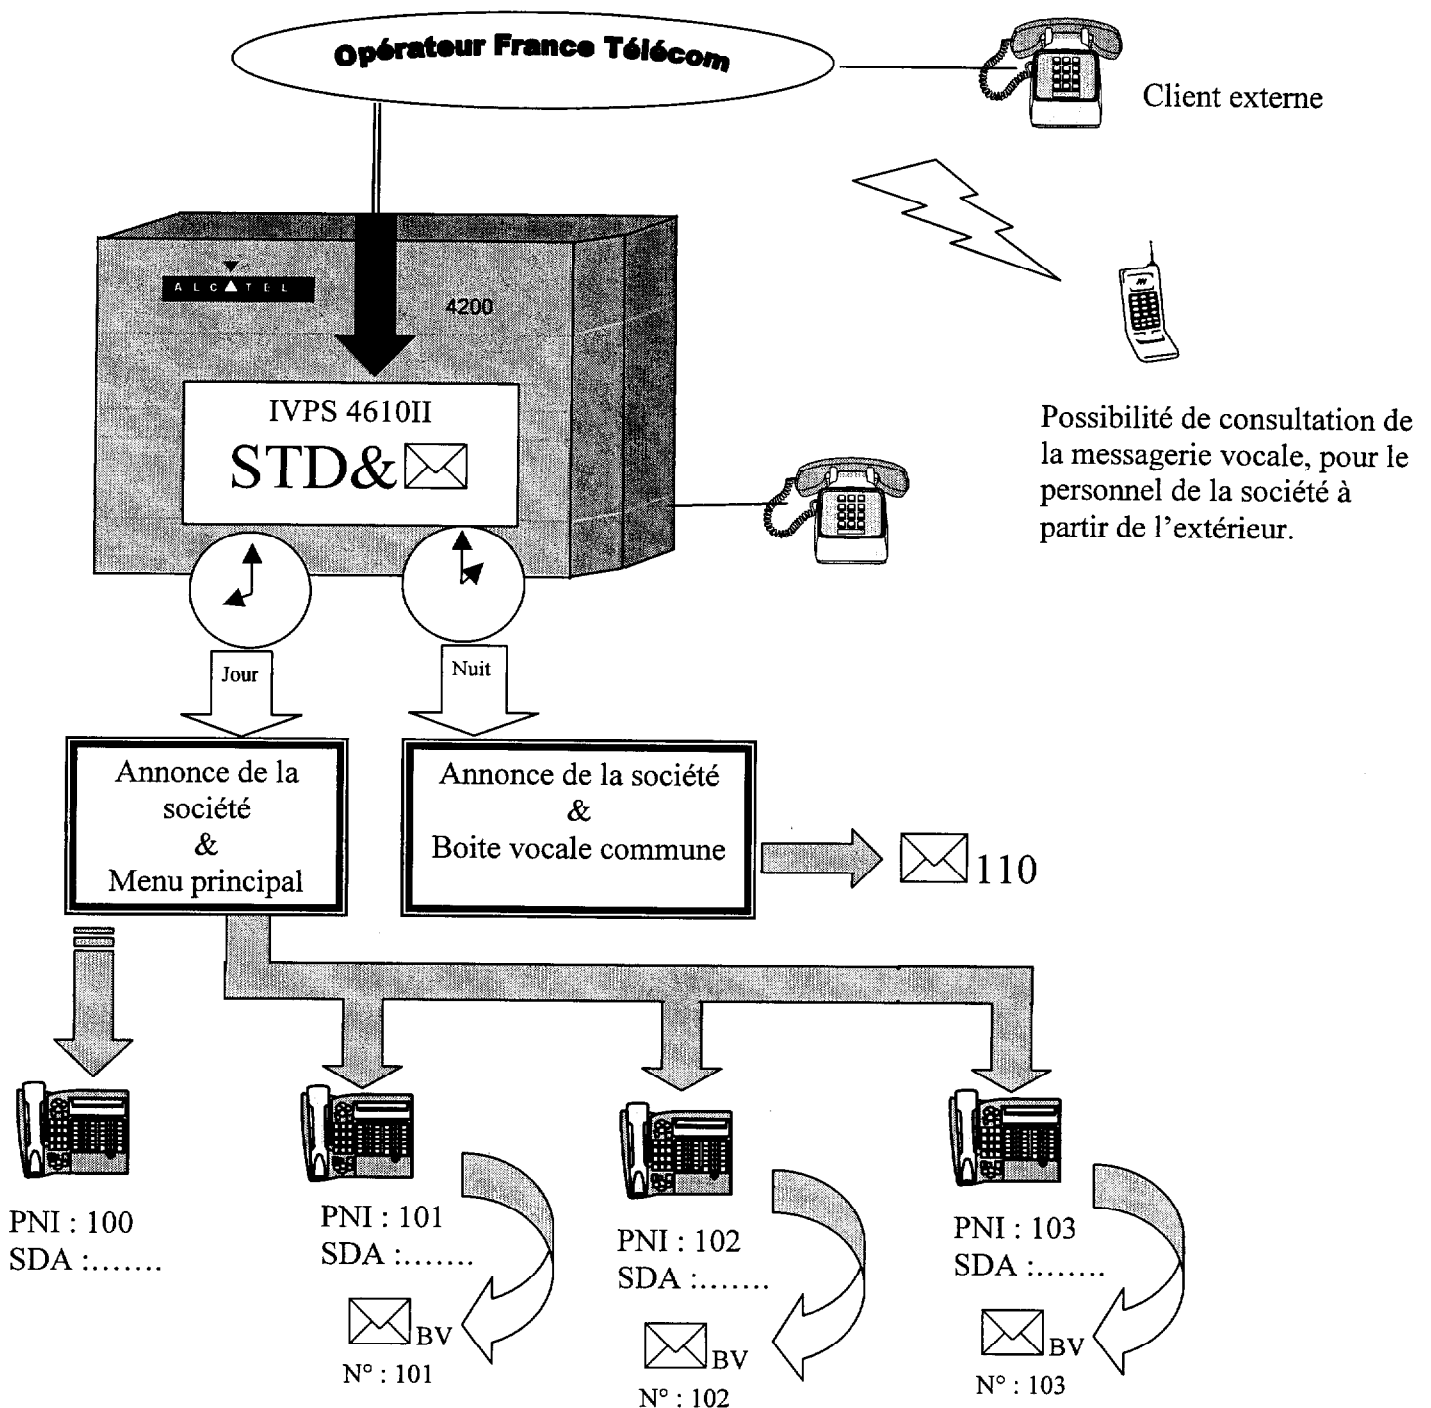 Opérateur France Télécom
Client externe
ALCATEL
4200
IVPS 4610II
STD&
Possibilité de consultation de
la messagerie vocale, pour le
personnel de la société à
partir de l'extérieur.
Jour
Nuit
Annonce de la
société
&
Menu principal
Annonce de la société
&
Boite vocale commune
110
PNI : 100
SDA :.......
PNI : 101
SDA :.......
BV
N° : 101
PNI : 102
SDA :.......
BV
N° : 102
PNI : 103
SDA :.......
BV
N° : 103